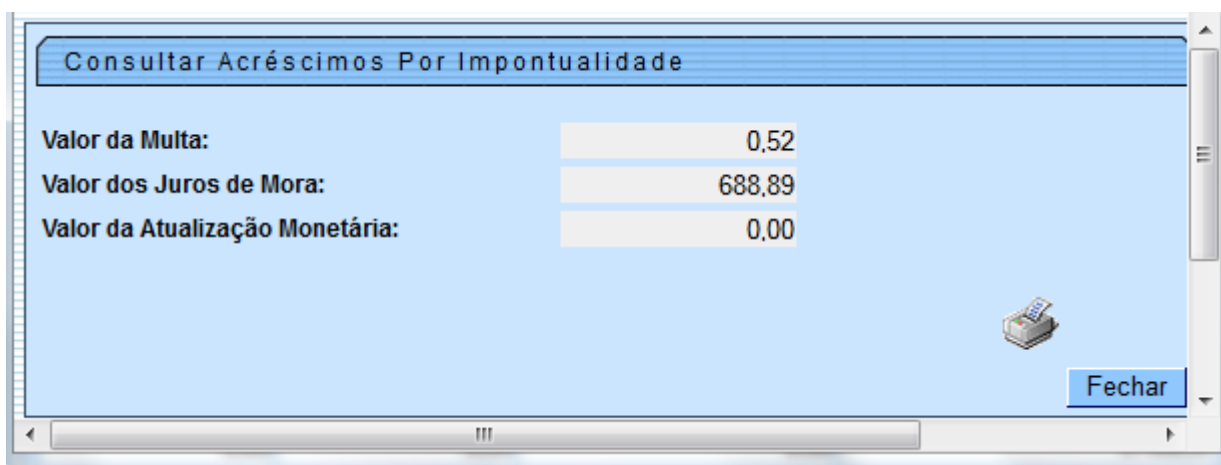 Consultar Acréscimos Por Impontualidade
Valor da Multa: 0,52
Valor dos Juros de Mora: 688,89
Valor da Atualização Monetária: 0,00
Fechar